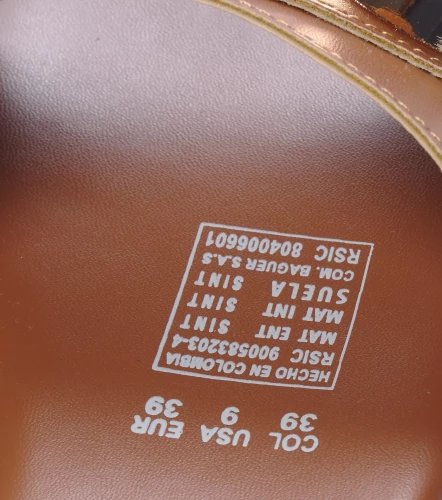 COL USA EUR
39 9 39
HECHO EN COLOMBIA
RSIC 900583203-4
MAT ENT SINT
MAT INT SINT
SUELA SINT
COM. BAGUER S.A.S
RSIC 804006601